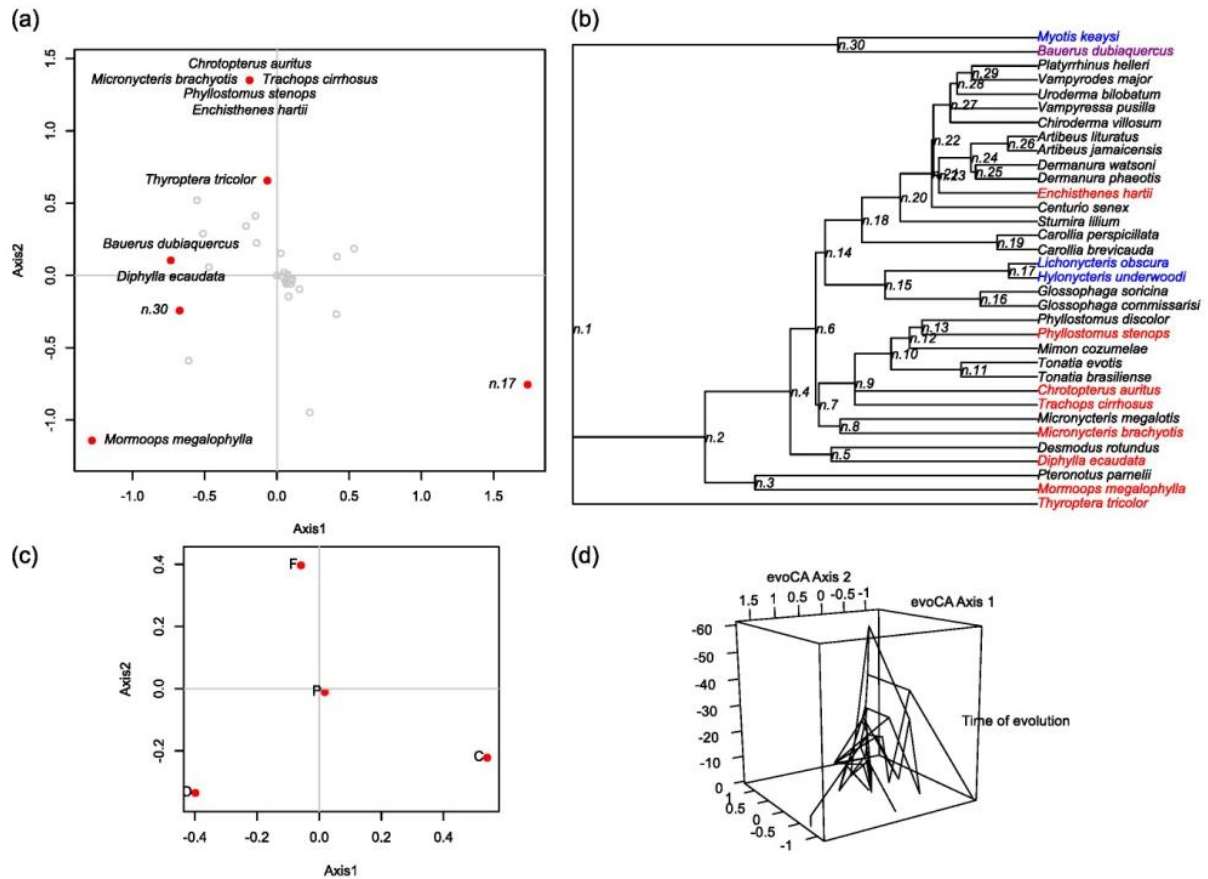 (a)
1.5
1.0
0.5
0.0
-0.5
-1.0
Axis2
Chrotopterus auritus
Micronycteris brachyotis
Trachops cirrhosus
Phyllostomus stenops
Enchisthenes hartii
Thyroptera tricolor
Bauerus dubiaquercus
Diphylla ecaudata
n.30
n.17
Mormoops megalophylla
-1.0 -0.5 0.0 0.5 1.0 1.5
Axis1
(b)
Myotis keaysi
n.30
Bauerus dubiaquercus
Platyrrhinus helleri
n.29
Vampyrodes major
n.28
Uroderma bilobatum
n.27
Vampyressa pusilla
Chiroderma villosum
n.22
Artibeus lituratus
n.26
Artibeus jamaicensis
n.24
Dermanura watsoni
n.25
Dermanura phaeotis
n.23
Enchisthenes hartii
n.20
Centurio senex
n.18
Sturnira lilium
Carollia perspicillata
n.19
Carollia brevicauda
n.14
Lichonycteris obscura
n.17
Hylonycteris underwoodi
n.15
Glossophaga soricina
n.16
Glossophaga commissarisi
n.1
n.6
Phyllostomus discolor
n.13
Phyllostomus stenops
n.12
Mimon cozumelae
n.10
Tonatia evotis
n.11
Tonatia brasiliense
n.4
n.9
Chrotopterus auritus
n.7
Trachops cirrhosus
Micronycteris megalotis
n.8
Micronycteris brachyotis
n.2
Desmodus rotundus
n.5
Diphylla ecaudata
Pteronotus parnelii
n.3
Mormoops megalophylla
Thyroptera tricolor
(c)
0.4
0.2
0.0
-0.2
Axis2
F
P
C
O
-0.4 -0.2 0.0 0.2 0.4
Axis1
(d)
evoCA Axis 2
1.5 1 0.5 0 -0.5 -1
evoCA Axis 1
-60
-50
-40
-30
-20
-10
0
Time of evolution
1.5
1
0.5
0
-0.5
-1